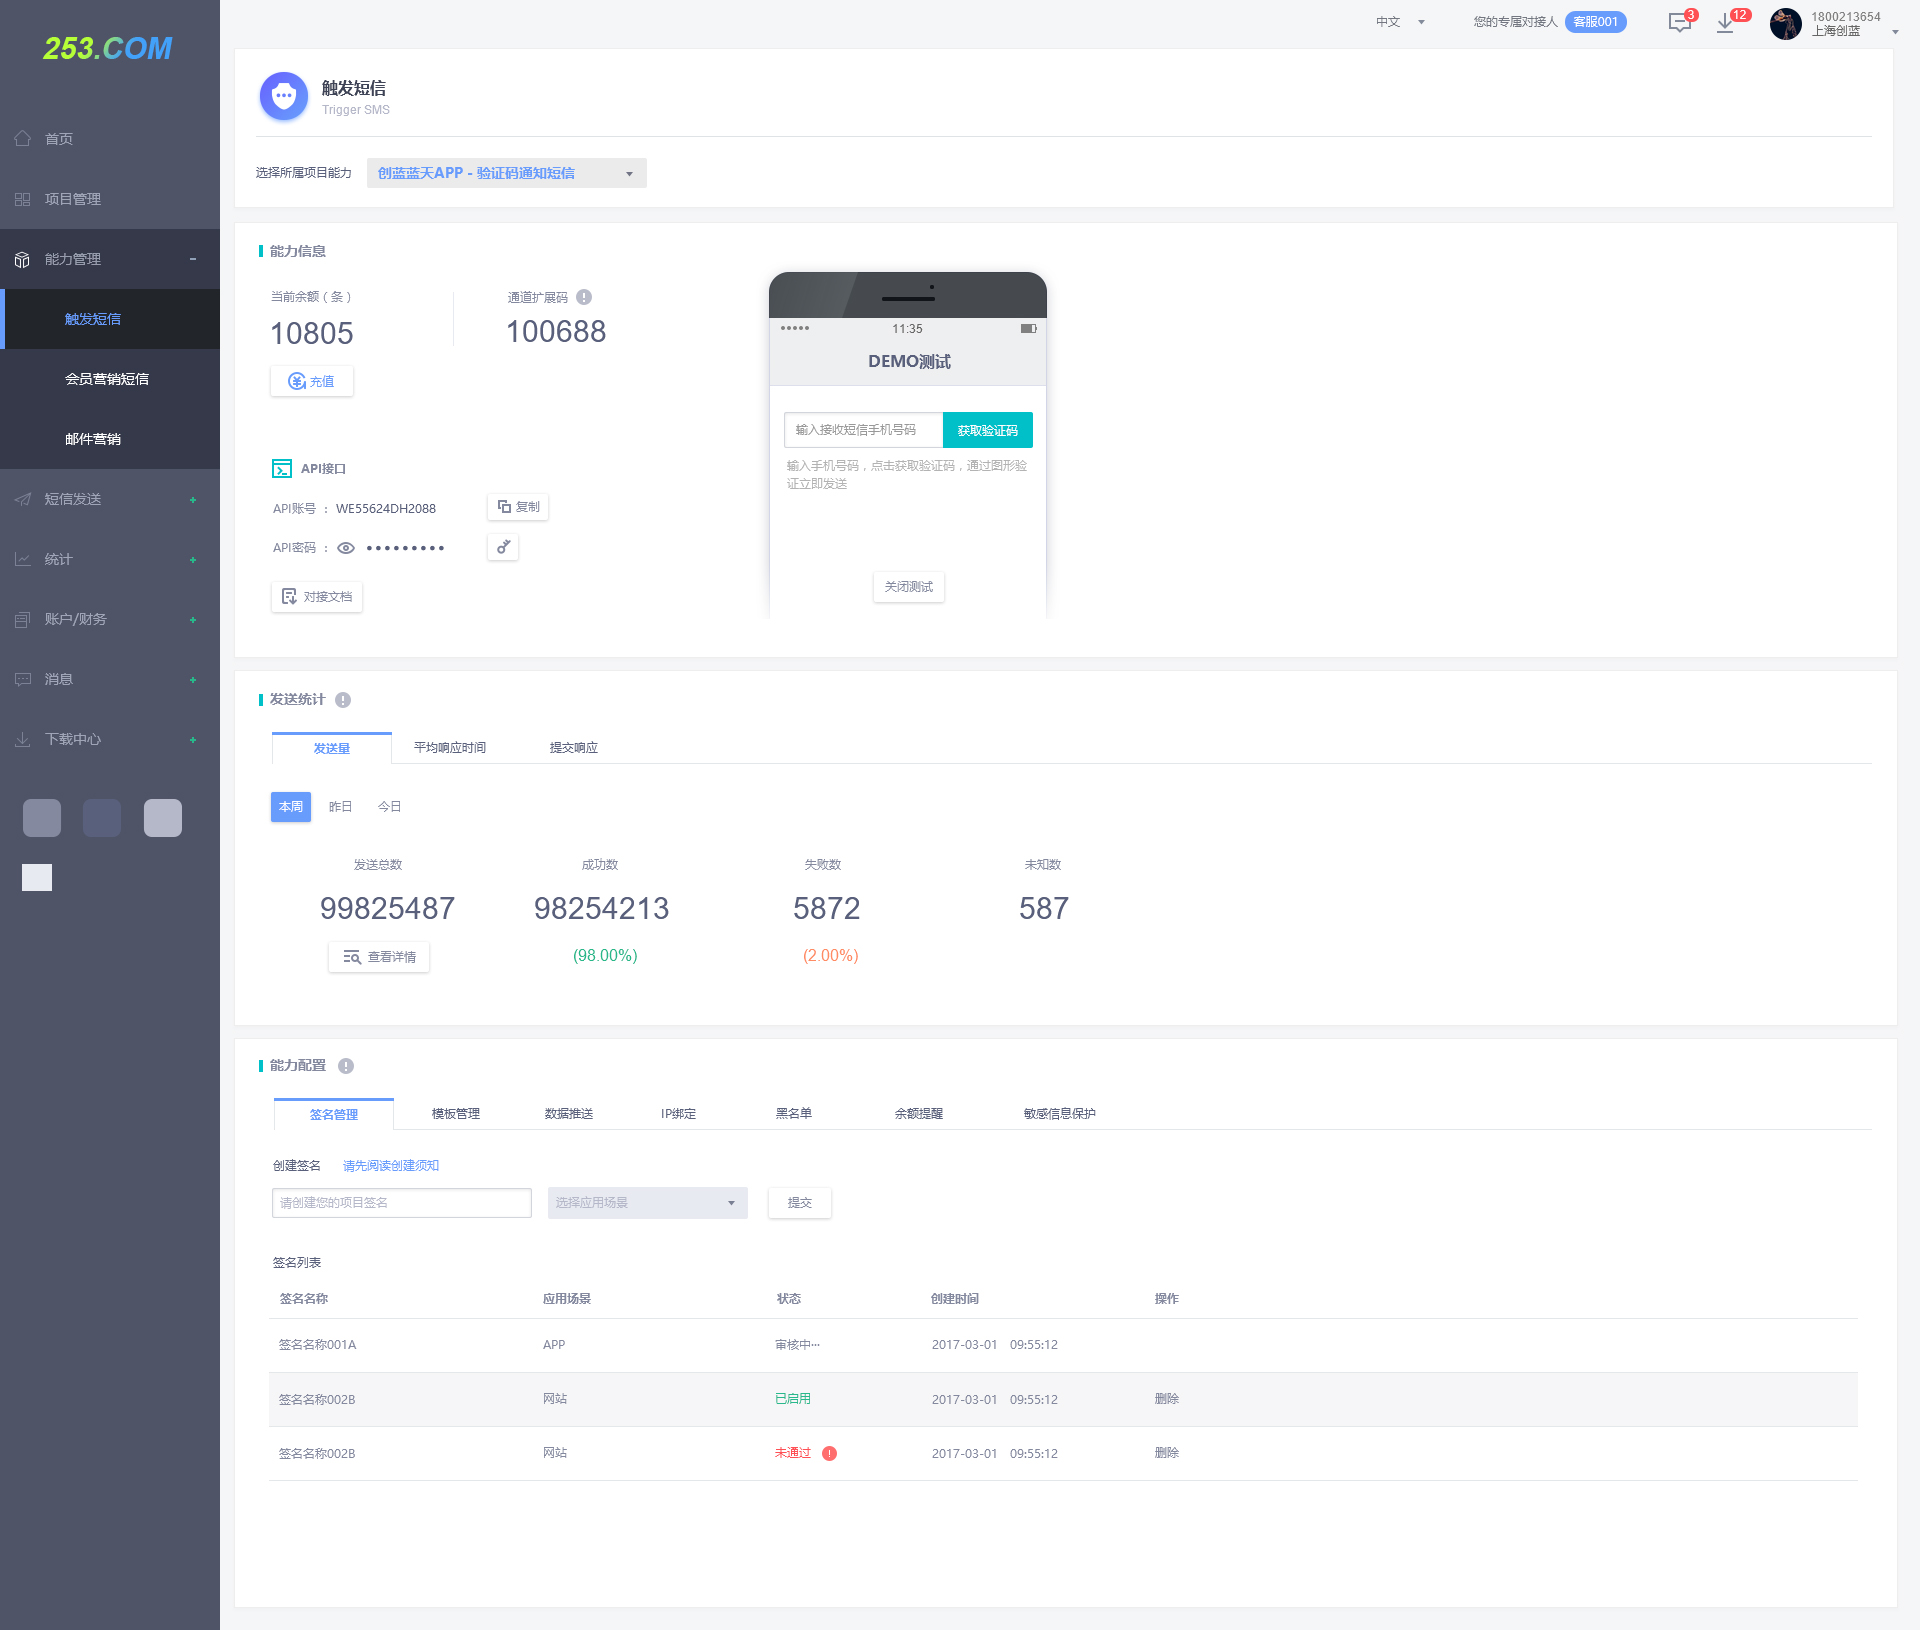 253.COM
中文
您的专属对接人
客服001
3
12
1800213654
上海创蓝
首页
项目管理
能力管理
触发短信
会员营销短信
邮件营销
短信发送
统计
账户/财务
消息
下载中心
触发短信
Trigger SMS
选择所属项目能力
创蓝蓝天APP - 验证码通知短信
能力信息
当前余额（条）
10805
充值
通道扩展码
100688
API接口
API账号 ： WE55624DH2088
复制
API密码 ： •••••••••
对接文档
11:35
DEMO测试
输入接收短信手机号码
获取验证码
输入手机号码，点击获取验证码，通过图形验
证立即发送
关闭测试
发送统计
发送量
平均响应时间
提交响应
本周
昨日
今日
发送总数
成功数
失败数
未知数
99825487
98254213
5872
587
查看详情
(98.00%)
(2.00%)
能力配置
签名管理
模板管理
数据推送
IP绑定
黑名单
余额提醒
敏感信息保护
创建签名
请先阅读创建须知
请创建您的项目签名
选择应用场景
提交
签名列表
签名名称
应用场景
状态
创建时间
操作
签名名称001A
APP
审核中···
2017-03-01 09:55:12
签名名称002B
网站
已启用
2017-03-01 09:55:12
删除
签名名称002B
网站
未通过
2017-03-01 09:55:12
删除